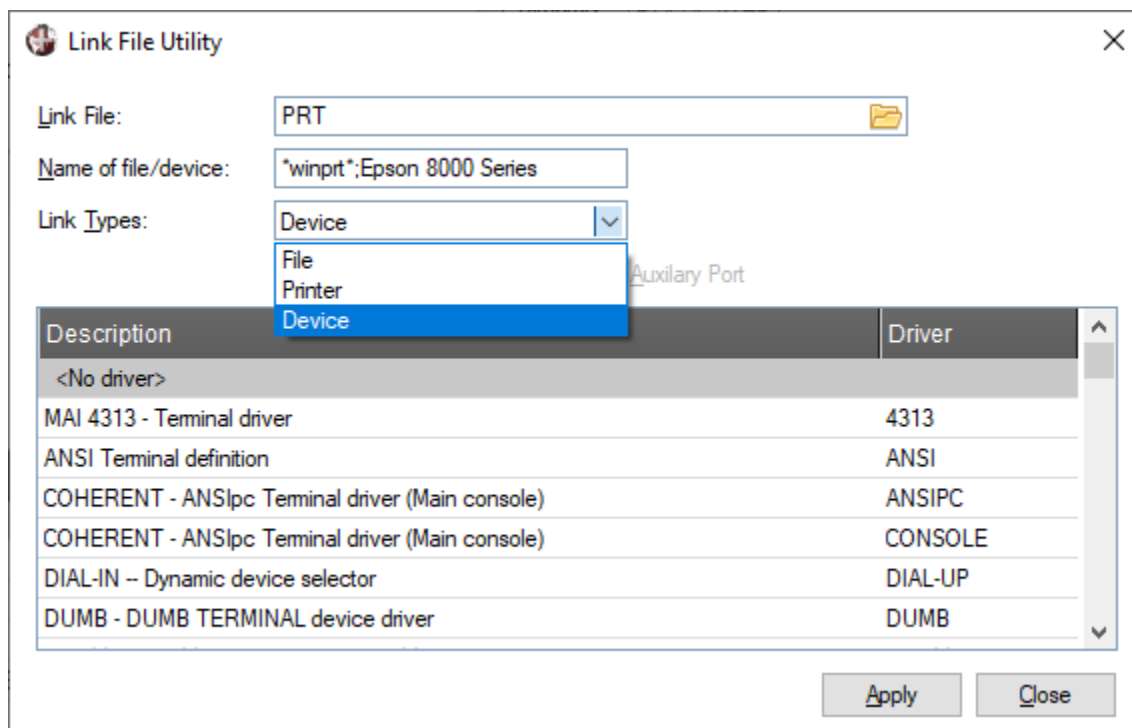 Link File Utility
Link File: PRT
Name of file/device: *winprt*;Epson 8000 Series
Link Types: Device
File
Printer
Device
Auxilary Port
Description Driver
<No driver>
MAI 4313 - Terminal driver 4313
ANSI Terminal definition ANSI
COHERENT - ANSIpc Terminal driver (Main console) ANSIPC
COHERENT - ANSIpc Terminal driver (Main console) CONSOLE
DIAL-IN -- Dynamic device selector DIAL-UP
DUMB - DUMB TERMINAL device driver DUMB
Apply Close